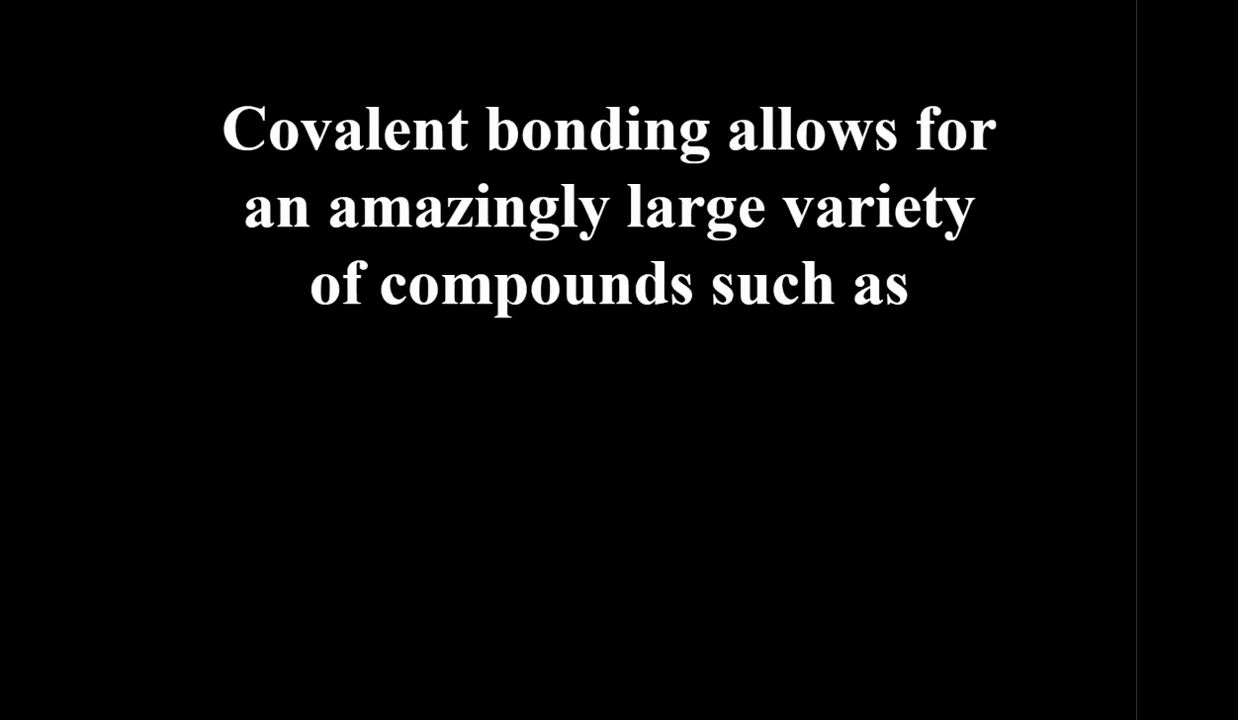 Covalent bonding allows for
an amazingly large variety
of compounds such as